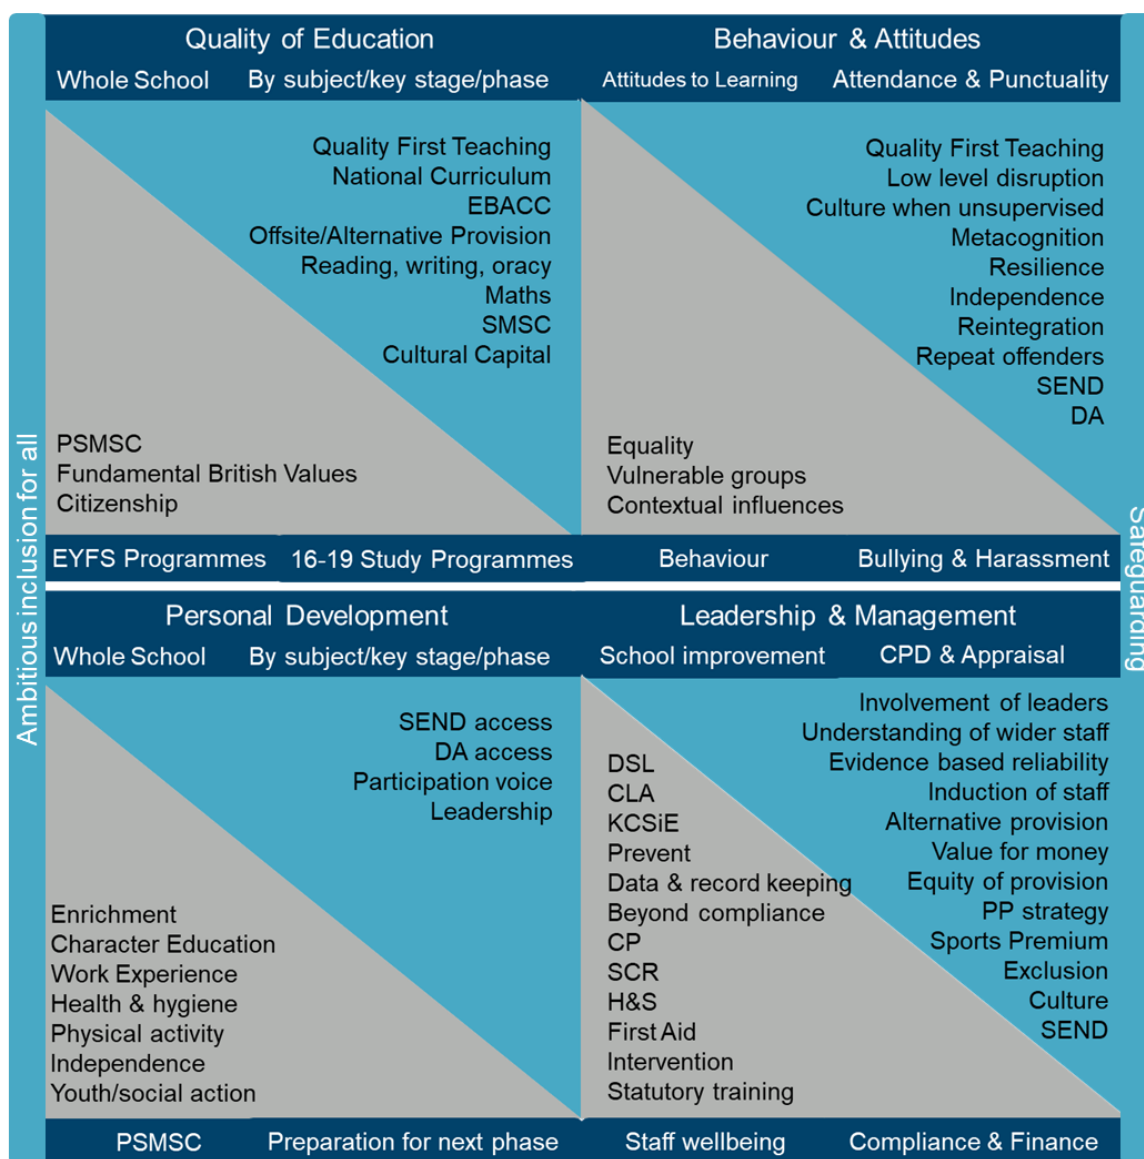 Ambitious inclusion for all
Quality of Education
Whole School
By subject/key stage/phase
Quality First Teaching
National Curriculum
EBACC
Offsite/Alternative Provision
Reading, writing, oracy
Maths
SMSC
Cultural Capital
PSMSC
Fundamental British Values
Citizenship
EYFS Programmes
16-19 Study Programmes
Behaviour & Attitudes
Attitudes to Learning
Attendance & Punctuality
Quality First Teaching
Low level disruption
Culture when unsupervised
Metacognition
Resilience
Independence
Reintegration
Repeat offenders
SEND
DA
Equality
Vulnerable groups
Contextual influences
Behaviour
Bullying & Harassment
Personal Development
Whole School
By subject/key stage/phase
SEND access
DA access
Participation voice
Leadership
Enrichment
Character Education
Work Experience
Health & hygiene
Physical activity
Independence
Youth/social action
PSMSC
Preparation for next phase
Leadership & Management
School improvement
CPD & Appraisal
Involvement of leaders
Understanding of wider staff
Evidence based reliability
Induction of staff
Alternative provision
Value for money
Equity of provision
PP strategy
Sports Premium
Exclusion
Culture
SEND
DSL
CLA
KCSiE
Prevent
Data & record keeping
Beyond compliance
CP
SCR
H&S
First Aid
Intervention
Statutory training
Staff wellbeing
Compliance & Finance
Safeguarding